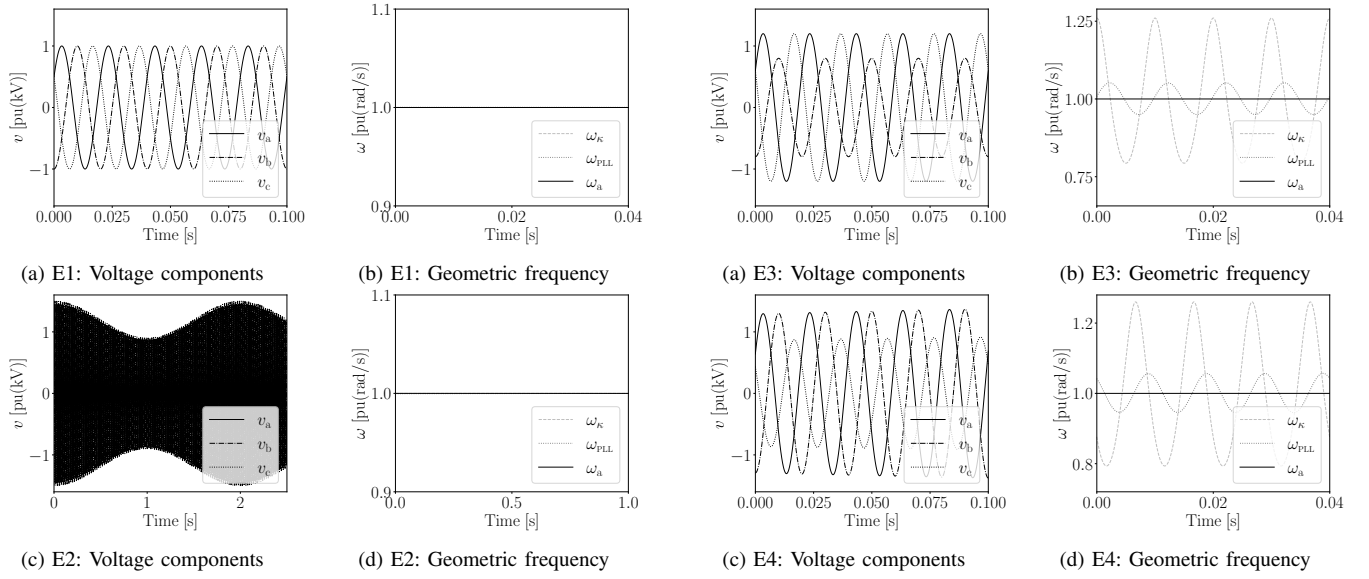 v [pu(kV)]
1
0
−1
0.000 0.025 0.050 0.075 0.100
Time [s]
v_a
v_b
v_c
(a) E1: Voltage components
ω [pu(rad/s)]
1.1
1.0
0.9
0.00 0.02 0.04
Time [s]
ω_κ
ω_PLL
ω_a
(b) E1: Geometric frequency
v [pu(kV)]
1
0
−1
0.000 0.025 0.050 0.075 0.100
Time [s]
v_a
v_b
v_c
(a) E3: Voltage components
ω [pu(rad/s)]
1.25
1.00
0.75
0.00 0.02 0.04
Time [s]
ω_κ
ω_PLL
ω_a
(b) E3: Geometric frequency
v [pu(kV)]
1
0
−1
0 1 2
Time [s]
v_a
v_b
v_c
(c) E2: Voltage components
ω [pu(rad/s)]
1.1
1.0
0.9
0.0 0.5 1.0
Time [s]
ω_κ
ω_PLL
ω_a
(d) E2: Geometric frequency
v [pu(kV)]
1
0
−1
0.000 0.025 0.050 0.075 0.100
Time [s]
v_a
v_b
v_c
(c) E4: Voltage components
ω [pu(rad/s)]
1.2
1.0
0.8
0.00 0.02 0.04
Time [s]
ω_κ
ω_PLL
ω_a
(d) E4: Geometric frequency